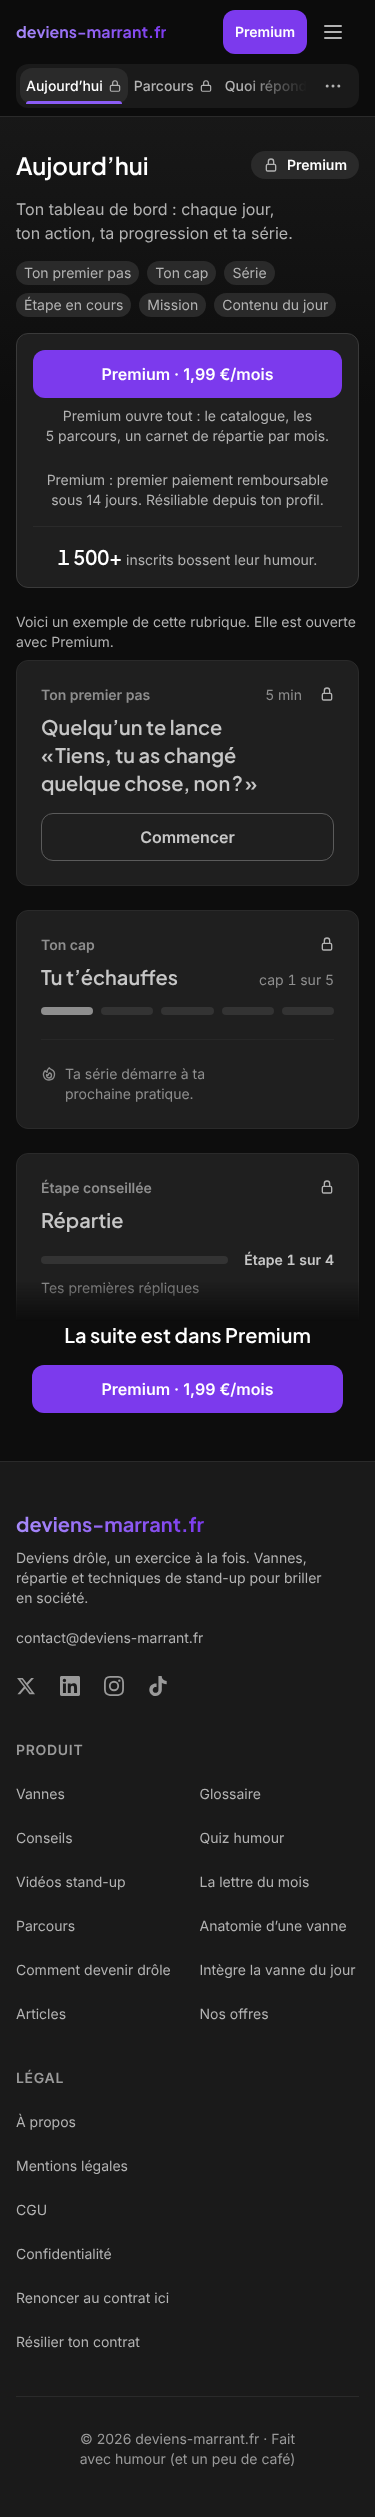 deviens-marrant.fr
Premium
Aujourd’hui
Parcours
Quoi répond
Aujourd’hui
Premium
Ton tableau de bord : chaque jour,
ton action, ta progression et ta série.
Ton premier pas
Ton cap
Série
Étape en cours
Mission
Contenu du jour
Premium · 1,99 €/mois
Premium ouvre tout : le catalogue, les
5 parcours, un carnet de répartie par mois.
Premium : premier paiement remboursable
sous 14 jours. Résiliable depuis ton profil.
1 500+ inscrits bossent leur humour.
Voici un exemple de cette rubrique. Elle est ouverte
avec Premium.
Ton premier pas
5 min
Quelqu’un te lance
« Tiens, tu as changé
quelque chose, non ? »
Commencer
Ton cap
Tu t’échauffes
cap 1 sur 5
Ta série démarre à ta
prochaine pratique.
Étape conseillée
Répartie
Étape 1 sur 4
Tes premières répliques
La suite est dans Premium
Premium · 1,99 €/mois
deviens-marrant.fr
Deviens drôle, un exercice à la fois. Vannes,
répartie et techniques de stand-up pour briller
en société.
contact@deviens-marrant.fr
PRODUIT
Vannes
Glossaire
Conseils
Quiz humour
Vidéos stand-up
La lettre du mois
Parcours
Anatomie d’une vanne
Comment devenir drôle
Intègre la vanne du jour
Articles
Nos offres
LÉGAL
À propos
Mentions légales
CGU
Confidentialité
Renoncer au contrat ici
Résilier ton contrat
© 2026 deviens-marrant.fr · Fait
avec humour (et un peu de café)